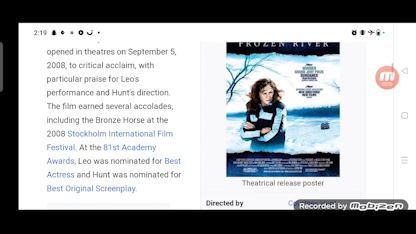 2:19
opened in theatres on September 5,
2008, to critical acclaim, with
particular praise for Leo's
performance and Hunt's direction.
The film earned several accolades,
including the Bronze Horse at the
2008 Stockholm International Film
Festival. At the 81st Academy
Awards, Leo was nominated for Best
Actress and Hunt was nominated for
Best Original Screenplay.
FROZEN RIVER
SUNDANCE
Theatrical release poster
Directed by
Recorded by Mobizen